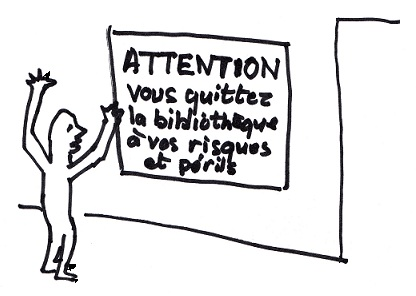 ATTENTION
vous quittez
la bibliothèque
à vos risques
et périls